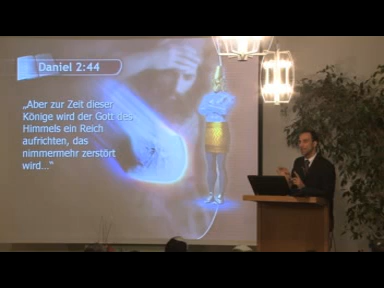 Daniel 2:44
„Aber zur Zeit dieser
Könige wird der Gott des
Himmels ein Reich
aufrichten, das
nimmermehr zerstört
wird…“